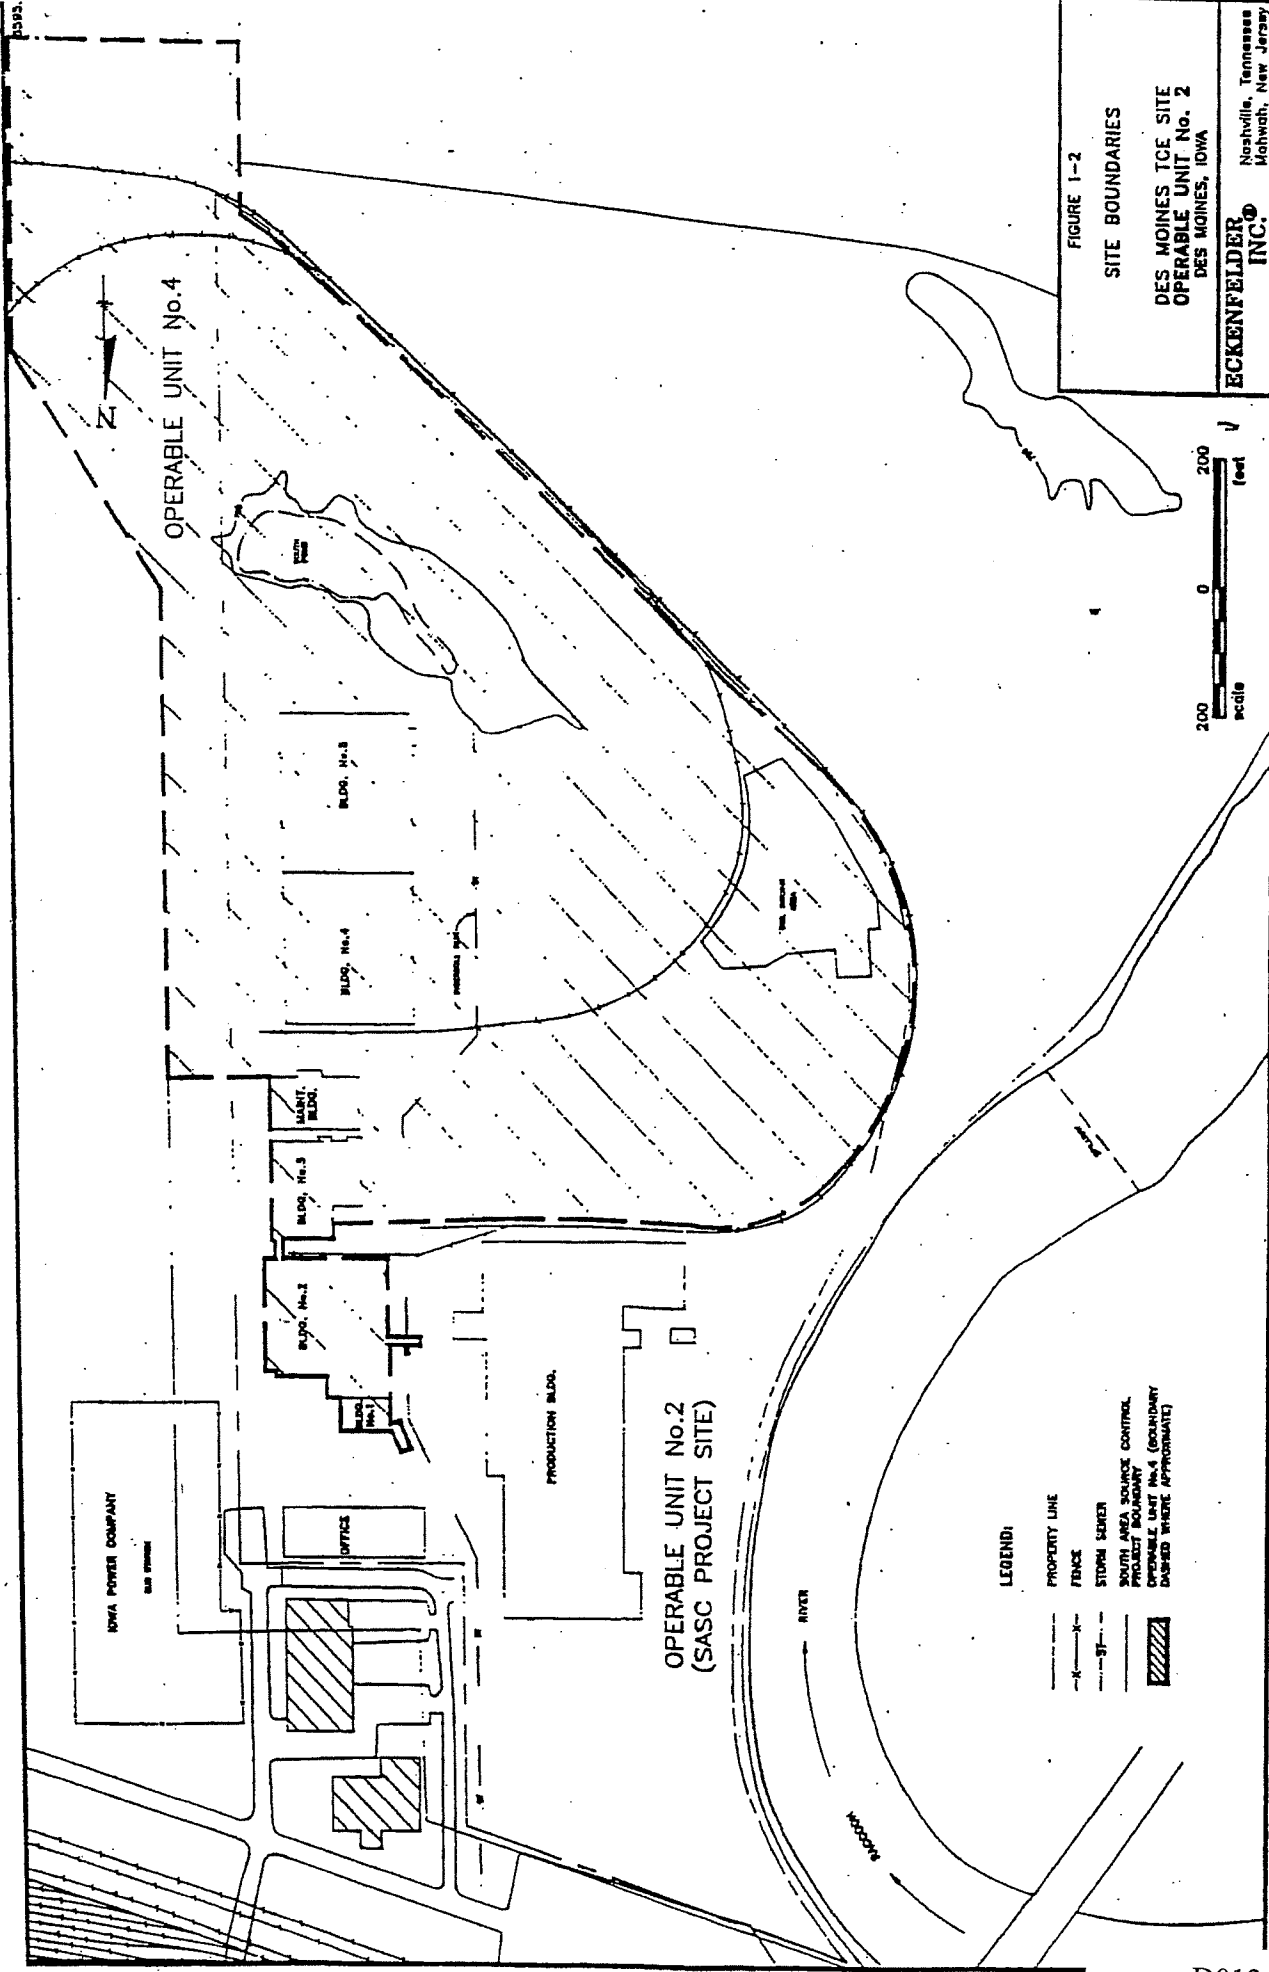 FIGURE 1-2
SITE BOUNDARIES
DES MOINES TCE SITE
OPERABLE UNIT No. 2
DES MOINES, IOWA
ECKENFELDER
INC.®
Nashville, Tennessee
Mahwah, New Jersey
N
OPERABLE UNIT No.4
SOUTH
POND
BLDG. No.5
BLDG. No.4
MAINT.
BLDG.
BLDG. No.3
BLDG. No.2
BLDG.
No.1
PRODUCTION BLDG.
OPERABLE UNIT No.2
(SASC PROJECT SITE)
OFFICE
IOWA POWER COMPANY
SUB STATION
RACCOON
RIVER
200
0
200
scale
feet
LEGEND:
PROPERTY LINE
FENCE
STORM SEWER
SOUTH AREA SOURCE CONTROL
PROJECT BOUNDARY
OPERABLE UNIT No.4 (BOUNDARY
DASHED WHERE APPROXIMATE)